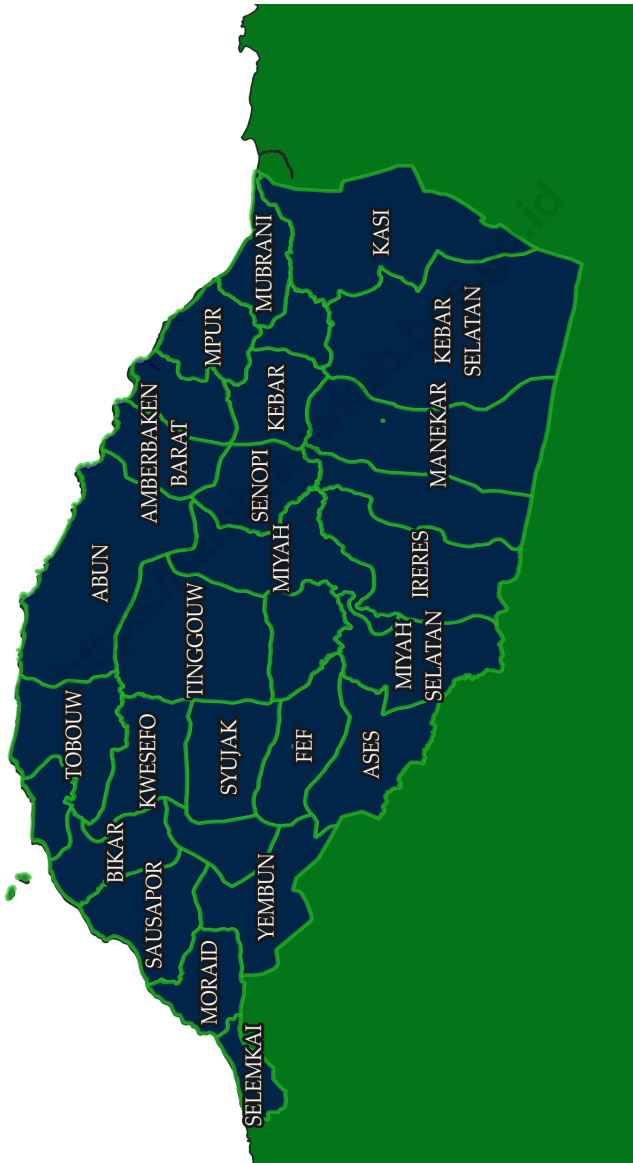 SELEMKAI
MORAID
SAUSAPOR
BIKAR
YEMBUN
TOBOUW
KWESEFO
SYUJAK
FEF
ASES
ABUN
TINGGOUW
MIYAH
MIYAH
SELATAN
IRERES
AMBERBAKEN
BARAT
SENOPI
MPUR
KEBAR
MANEKAR
MUBRANI
KASI
KEBAR
SELATAN